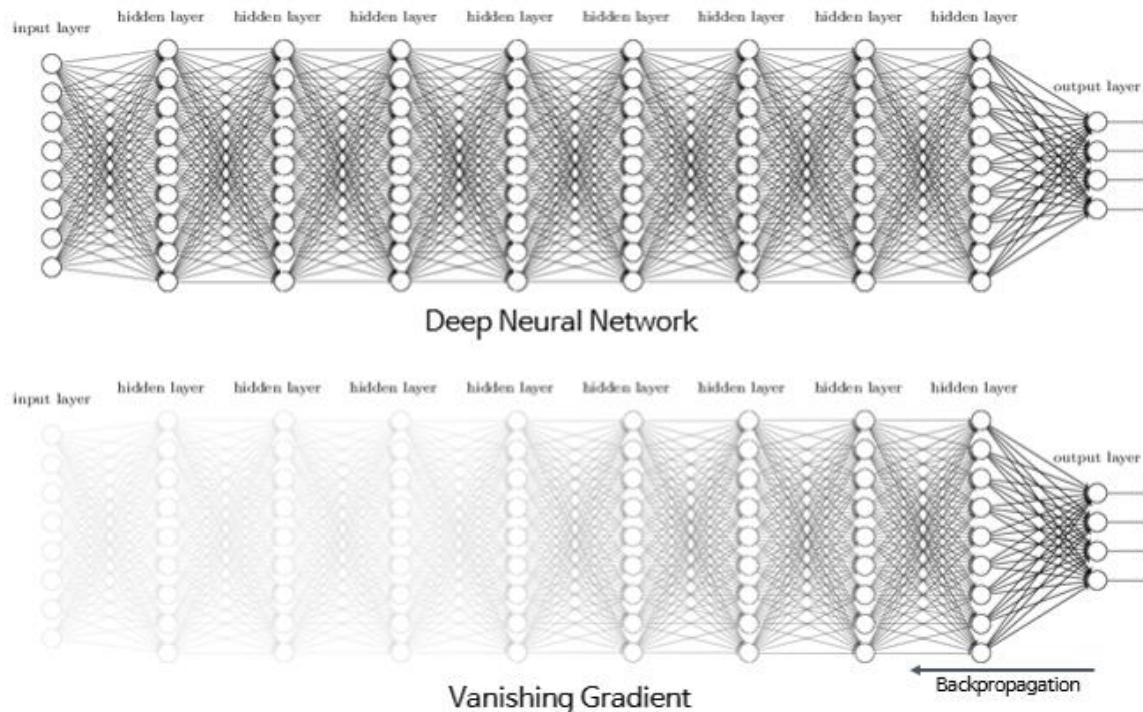 hidden layer hidden layer hidden layer hidden layer hidden layer hidden layer hidden layer hidden layer
input layer
output layer
Deep Neural Network
hidden layer hidden layer hidden layer hidden layer hidden layer hidden layer hidden layer hidden layer
input layer
output layer
Backpropagation
Vanishing Gradient